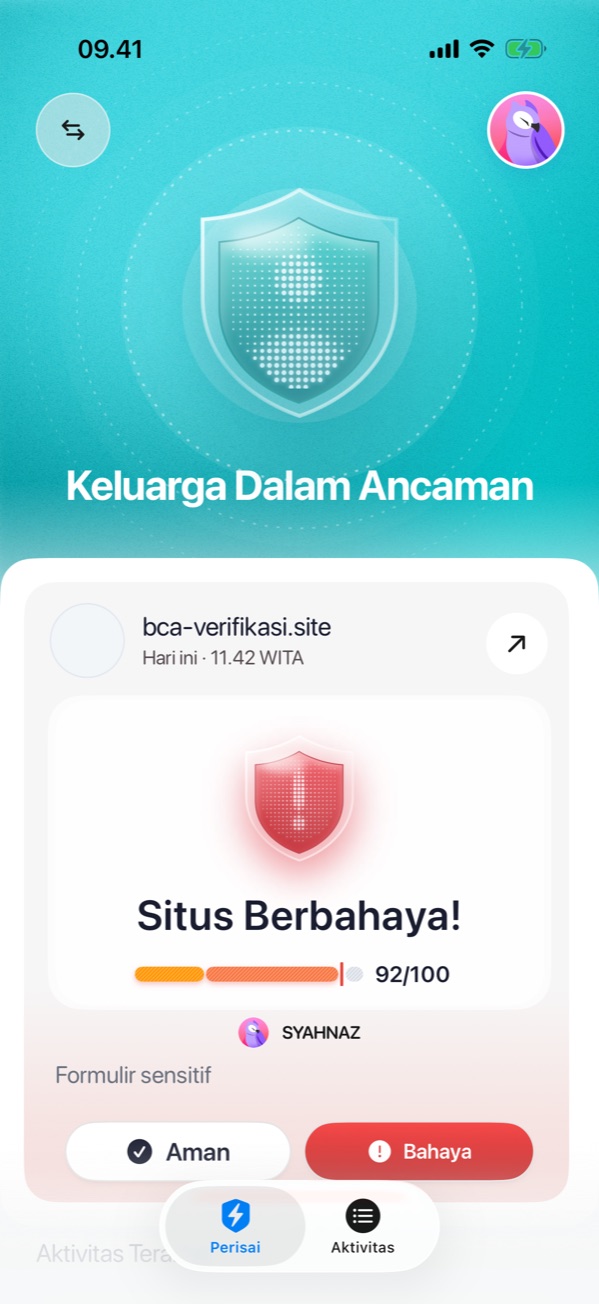 09.41
Keluarga Dalam Ancaman
bca-verifikasi.site
Hari ini · 11.42 WITA
Situs Berbahaya!
92/100
SYAHNAZ
Formulir sensitif
Aman
Bahaya
Perisai
Aktivitas
Aktivitas